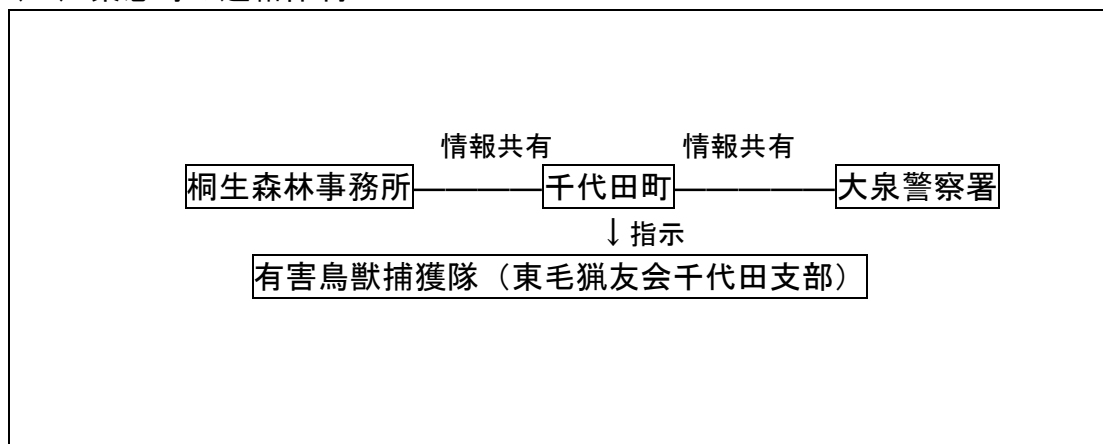 情報共有 情報共有
桐生森林事務所 千代田町 大泉警察署
↓指示
有害鳥獣捕獲隊（東毛猟友会千代田支部）